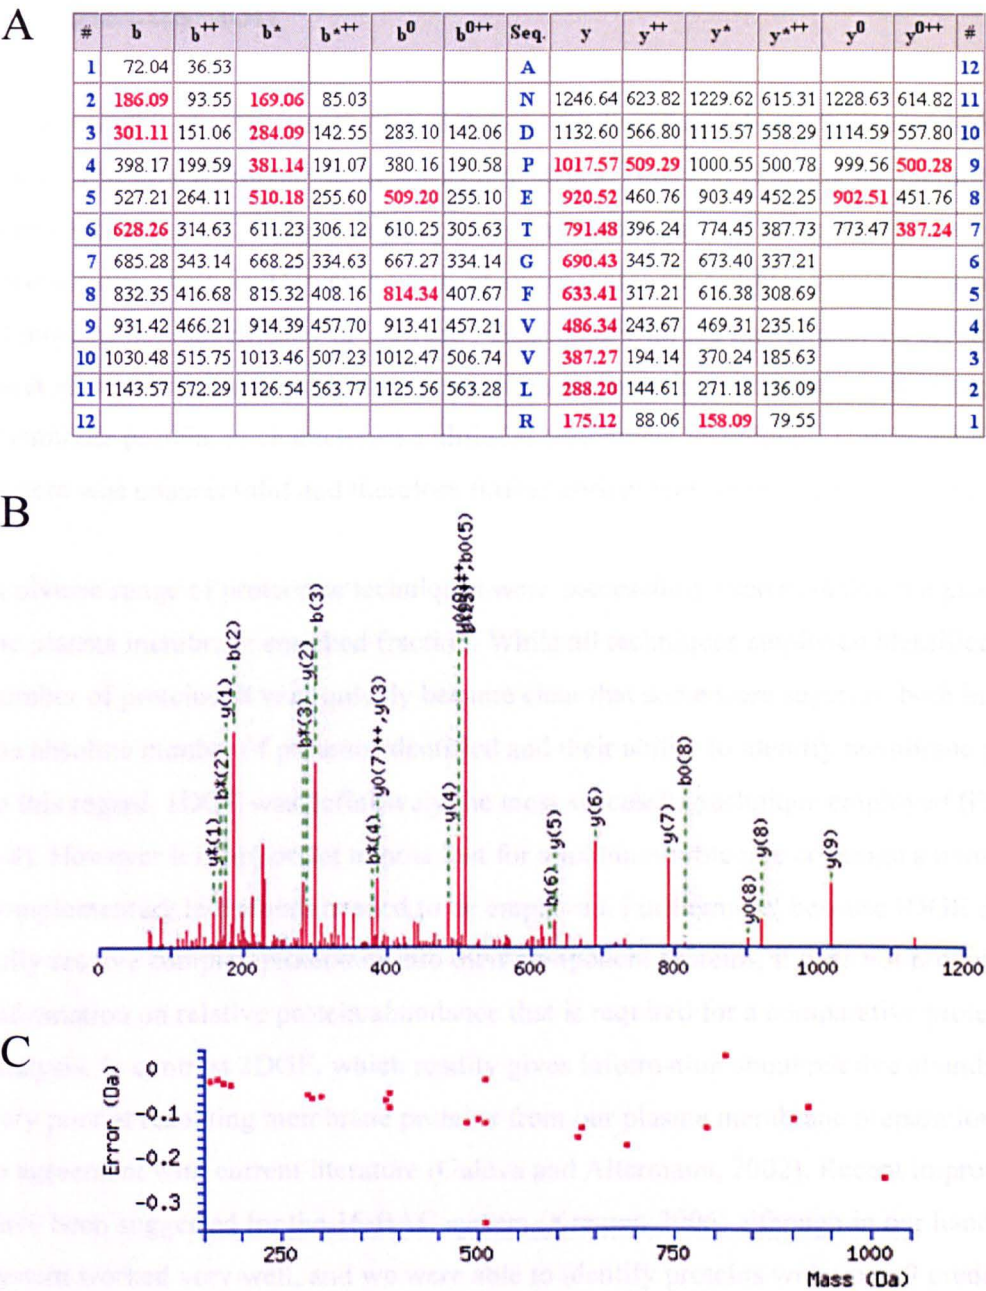 A
# b b++ b* b*++ b0 b0++ Seq. y y++ y* y*++ y0 y0++ #
1 72.04 36.53 A 12
2 186.09 93.55 169.06 85.03 N 1246.64 623.82 1229.62 615.31 1228.63 614.82 11
3 301.11 151.06 284.09 142.55 283.10 142.06 D 1132.60 566.80 1115.57 558.29 1114.59 557.80 10
4 398.17 199.59 381.14 191.07 380.16 190.58 P 1017.57 509.29 1000.55 500.78 999.56 500.28 9
5 527.21 264.11 510.18 255.60 509.20 255.10 E 920.52 460.76 903.49 452.25 902.51 451.76 8
6 628.26 314.63 611.23 306.12 610.25 305.63 T 791.48 396.24 774.45 387.73 773.47 387.24 7
7 685.28 343.14 668.25 334.63 667.27 334.14 G 690.43 345.72 673.40 337.21 6
8 832.35 416.68 815.32 408.16 814.34 407.67 F 633.41 317.21 616.38 308.69 5
9 931.42 466.21 914.39 457.70 913.41 457.21 V 486.34 243.67 469.31 235.16 4
10 1030.48 515.75 1013.46 507.23 1012.47 506.74 V 387.27 194.14 370.24 185.63 3
11 1143.57 572.29 1126.54 563.77 1125.56 563.28 L 288.20 144.61 271.18 136.09 2
12 R 175.12 88.06 158.09 79.55 1
B
y*(1)
b*(2)
y(1)
b(2)
b*(3)
y(2)
b(3)
b*(4)
y0(7)++,y(3)
y(4)
b0(5)
b(6)
y(5)
y(6)
y(7)
b0(8)
y0(8)
y(8)
y(9)
0 200 400 600 800 1000 1200
C
Error (Da)
0
-0.1
-0.2
-0.3
250 500 750 1000
Mass (Da)